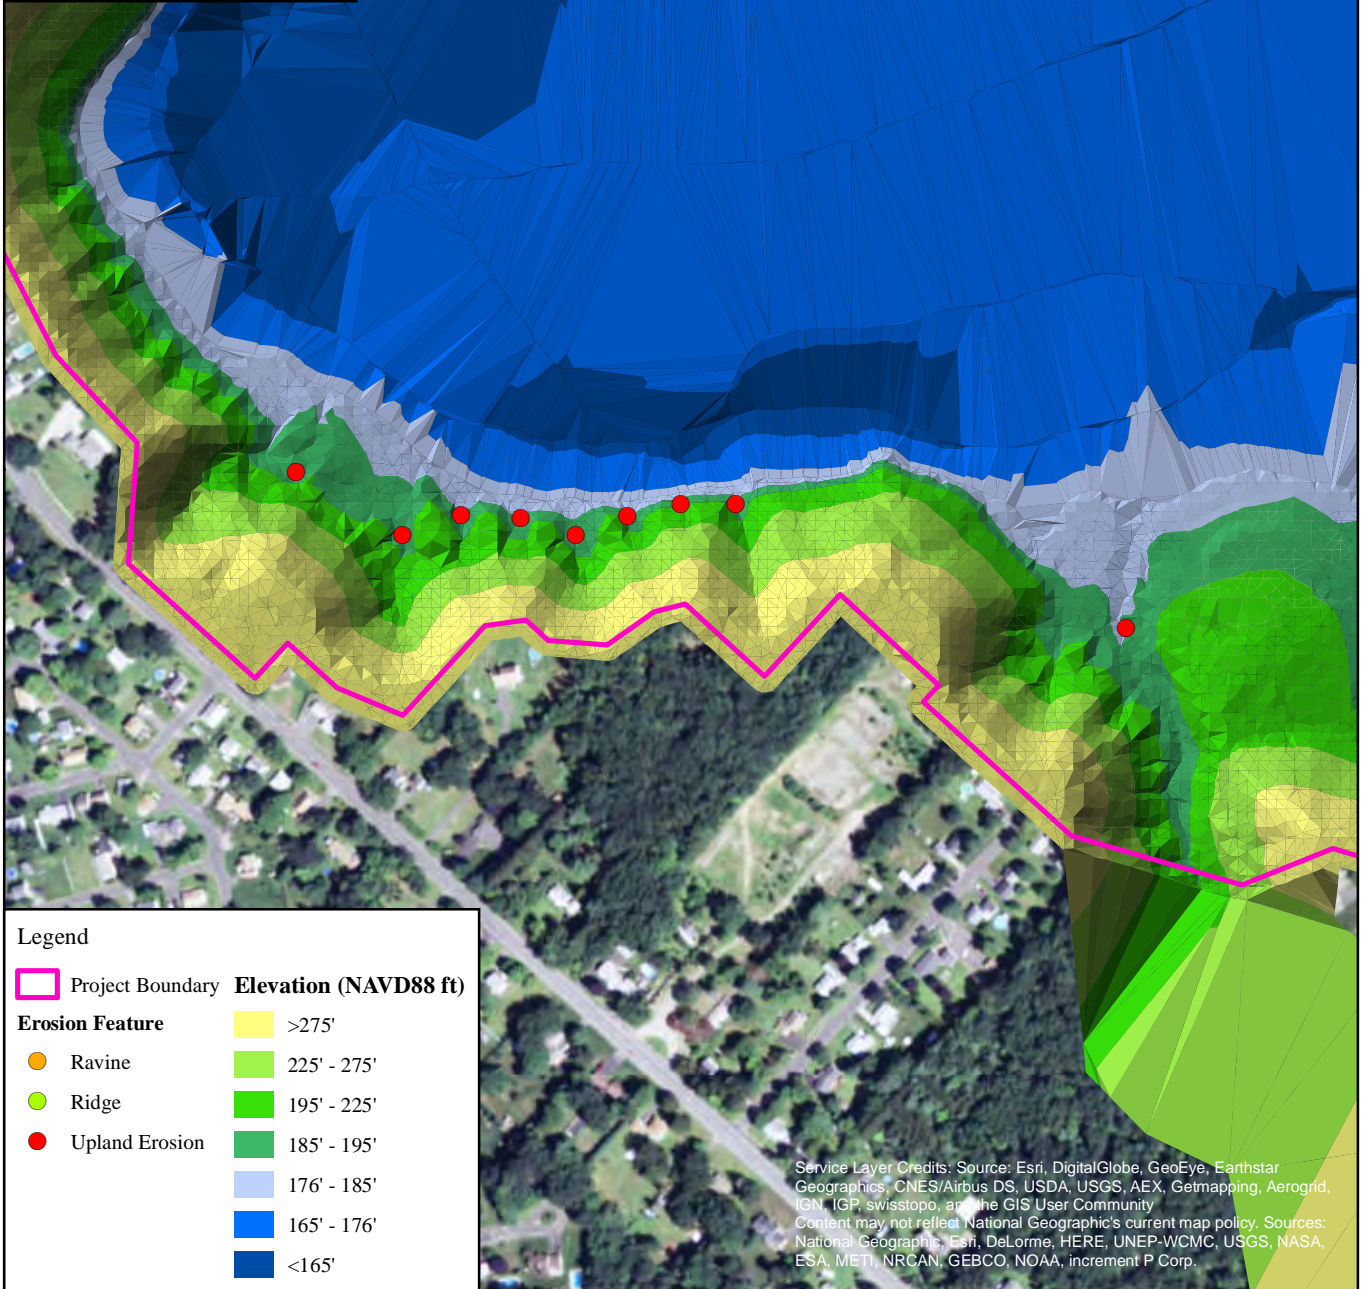 Legend
Project Boundary
Erosion Feature
Ravine
Ridge
Upland Erosion
Elevation (NAVD88 ft)
>275'
225' - 275'
195' - 225'
185' - 195'
176' - 185'
165' - 176'
<165'
Service Layer Credits: Source: Esri, DigitalGlobe, GeoEye, Earthstar
Geographics, CNES/Airbus DS, USDA, USGS, AEX, Getmapping, Aerogrid,
IGN, IGP, swisstopo, and the GIS User Community
Content may not reflect National Geographic's current map policy. Sources:
National Geographic, Esri, DeLorme, HERE, UNEP-WCMC, USGS, NASA,
ESA, METI, NRCAN, GEBCO, NOAA, increment P Corp.